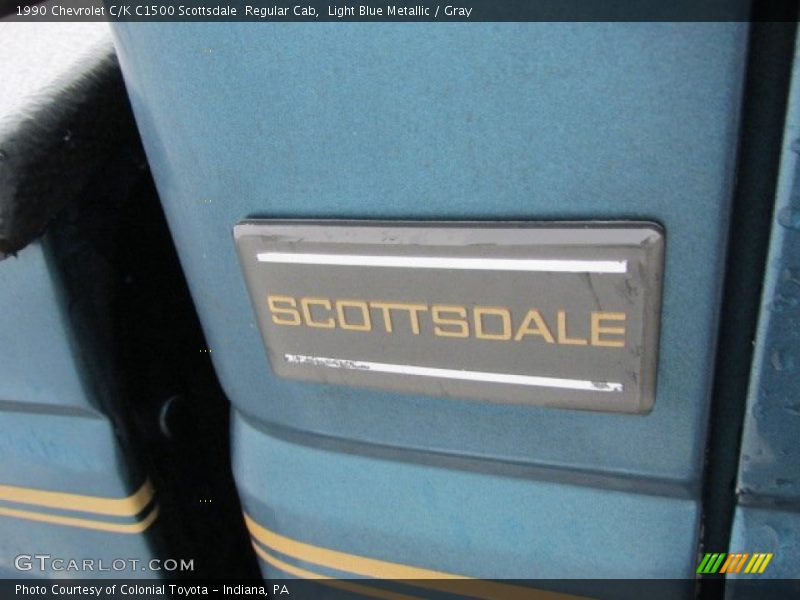 1990 Chevrolet C/K C1500 Scottsdale Regular Cab, Light Blue Metallic / Gray
SCOTTSDALE
GTCARLOT.COM
Photo Courtesy of Colonial Toyota - Indiana, PA